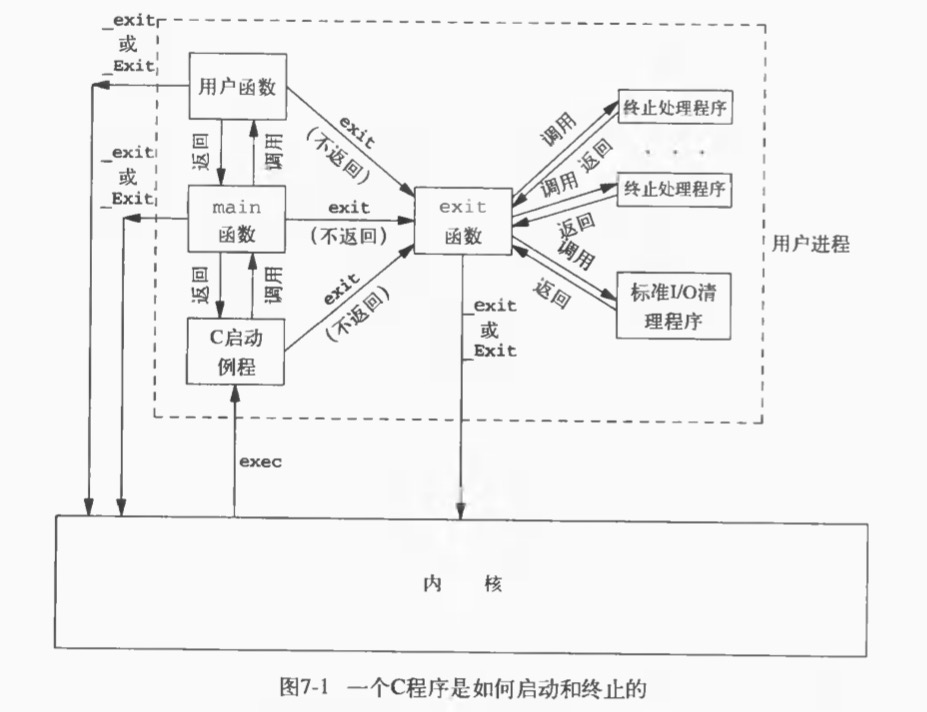 _exit
或
_Exit
用户函数
终止处理程序
exit
(不返回)
调用
返回
返回
调用
. . .
_exit
或
_Exit
main
函数
exit
(不返回)
exit
函数
调用
返回
终止处理程序
用户进程
返回
调用
exit
(不返回)
调用
返回
标准I/O清
理程序
C启动
例程
_exit
或
_Exit
exec
内 核
图7-1 一个C程序是如何启动和终止的